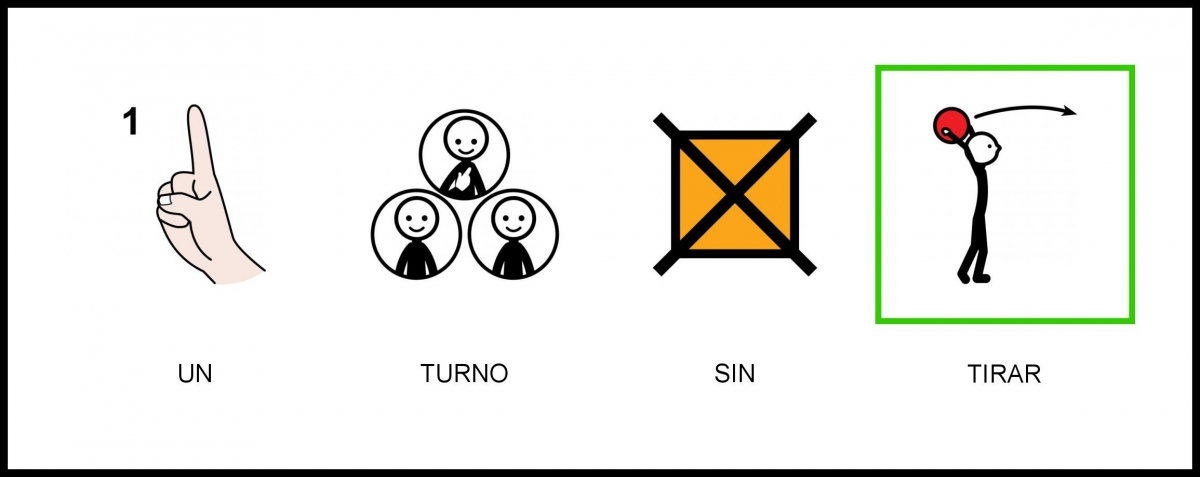 1
UN TURNO SIN TIRAR